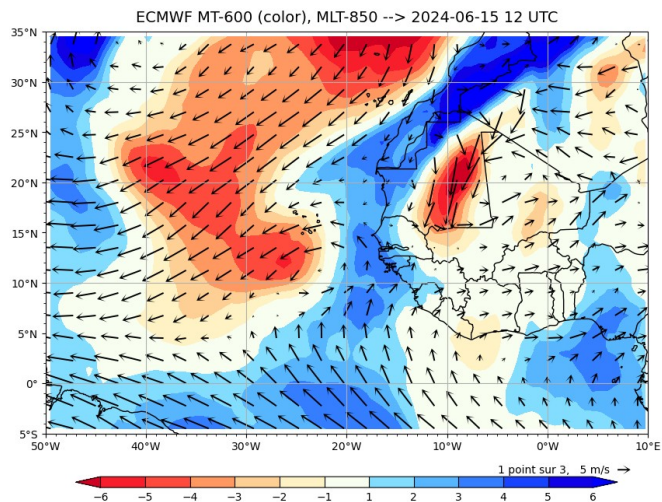 ECMWF MT-600 (color), MLT-850 --> 2024-06-15 12 UTC
35°N
30°N
25°N
20°N
15°N
10°N
5°N
0°
5°S
50°W 40°W 30°W 20°W 10°W 0°W 10°E
1 point sur 3, 5 m/s
−6 −5 −4 −3 −2 −1 1 2 3 4 5 6